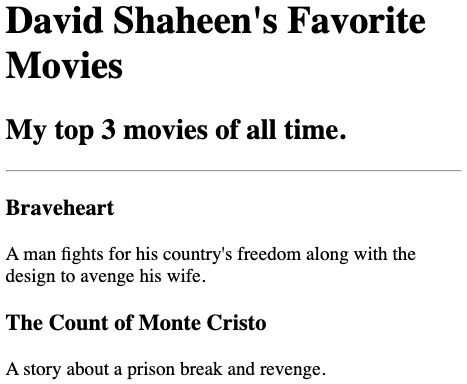 David Shaheen's Favorite
Movies
My top 3 movies of all time.
Braveheart
A man fights for his country's freedom along with the
design to avenge his wife.
The Count of Monte Cristo
A story about a prison break and revenge.